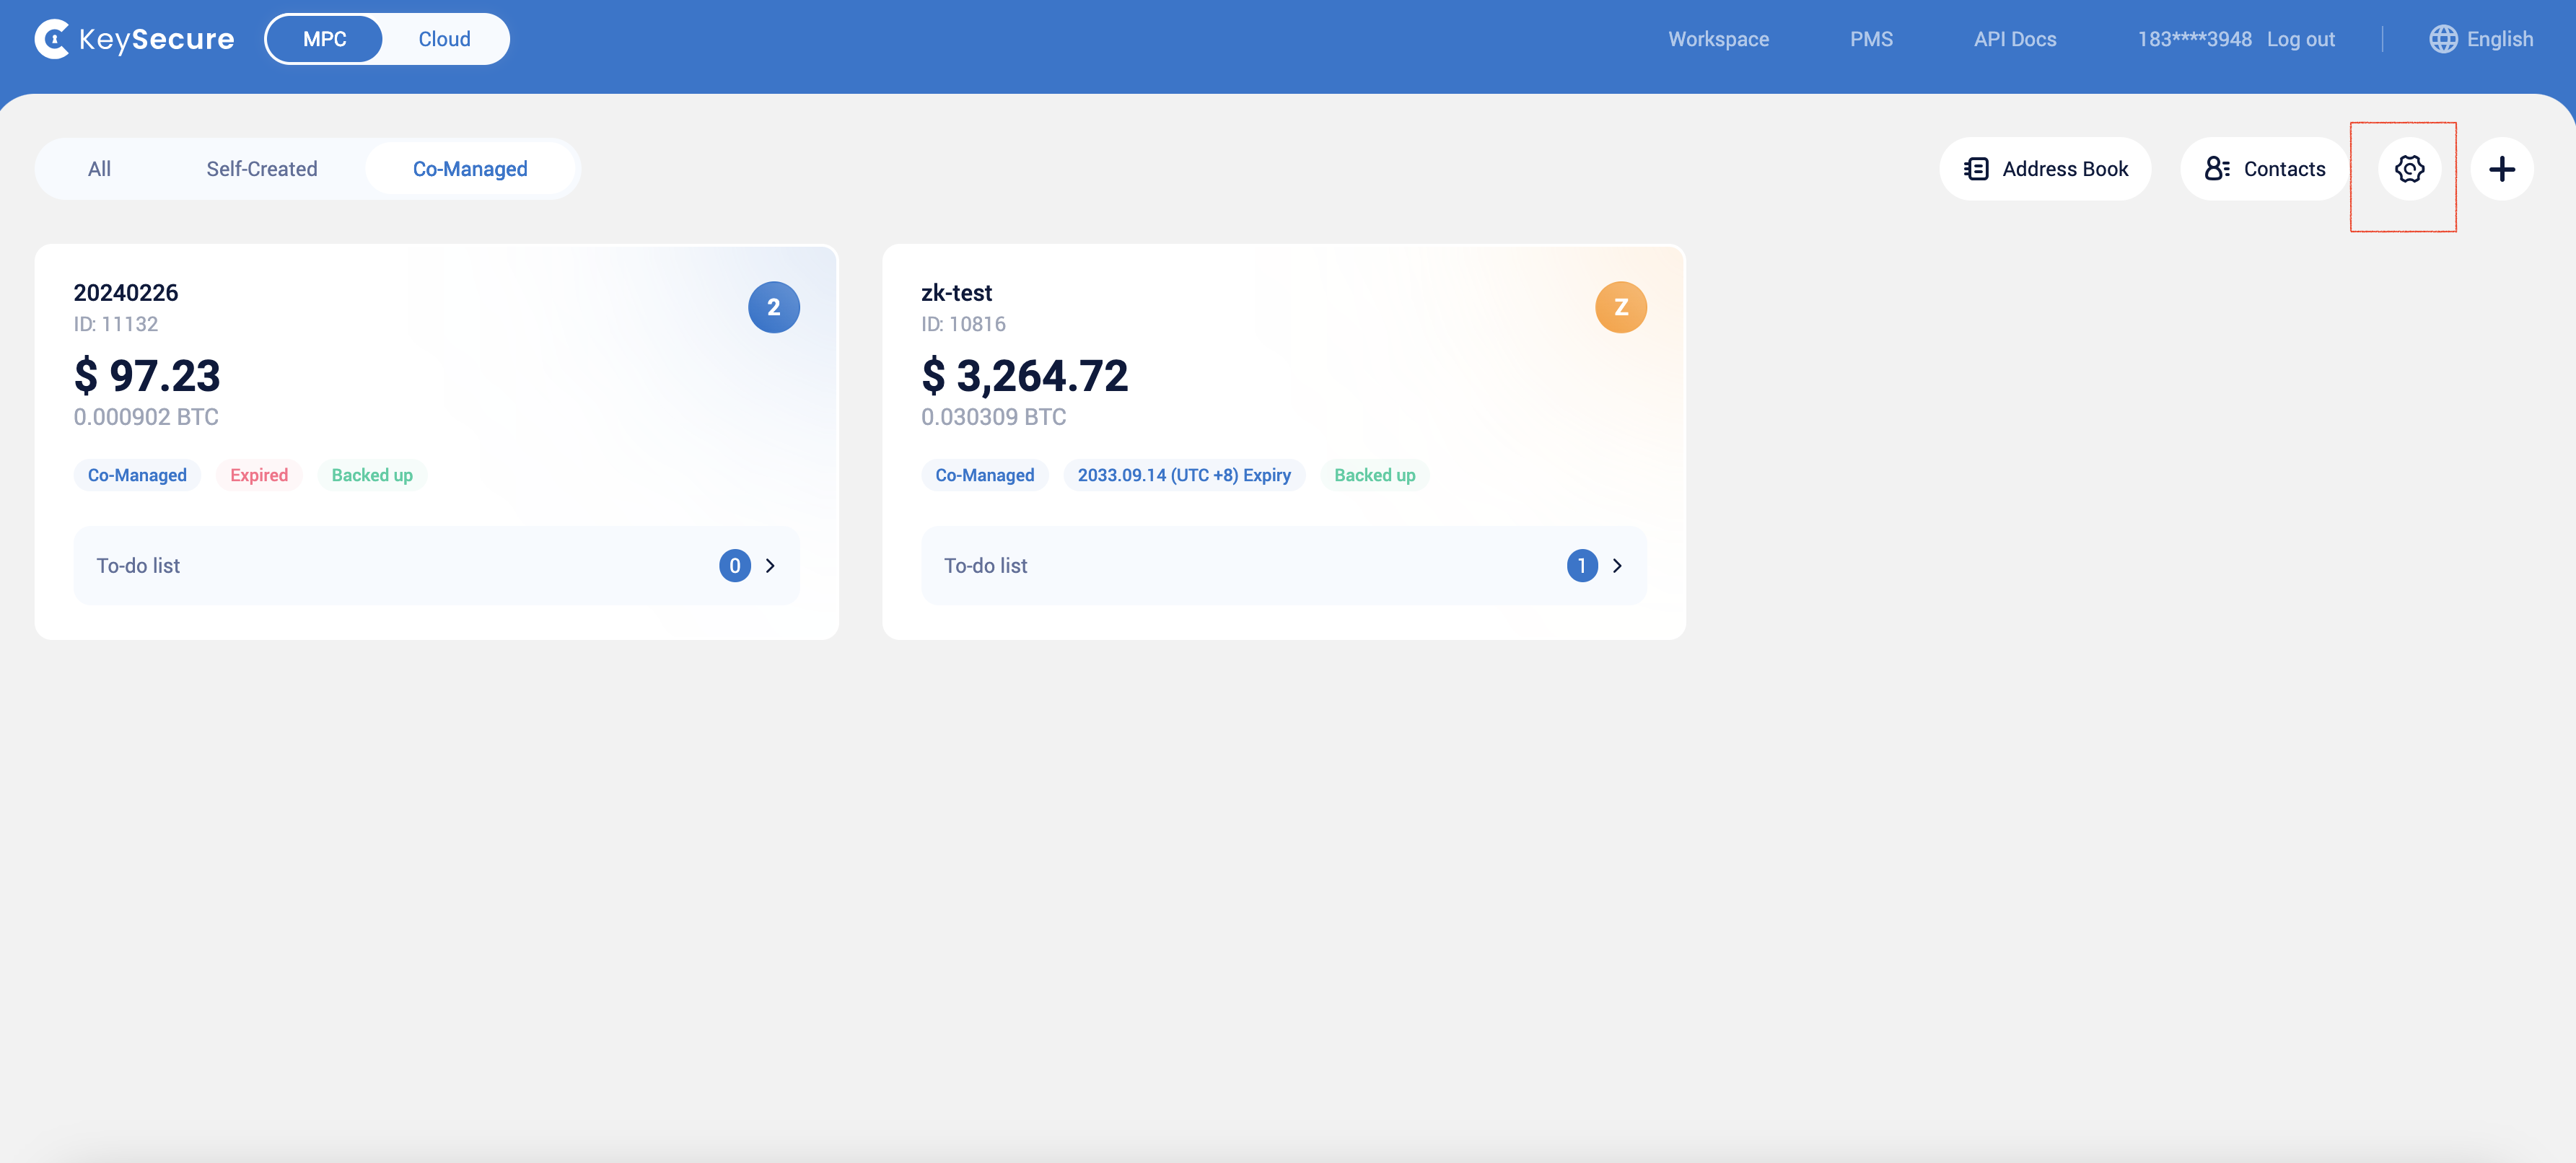 KeySecure MPC Cloud Workspace PMS API Docs 183****3948 Log out English
All Self-Created Co-Managed Address Book Contacts
20240226
ID: 11132
2
$ 97.23
0.000902 BTC
Co-Managed Expired Backed up
To-do list 0
zk-test
ID: 10816
Z
$ 3,264.72
0.030309 BTC
Co-Managed 2033.09.14 (UTC +8) Expiry Backed up
To-do list 1